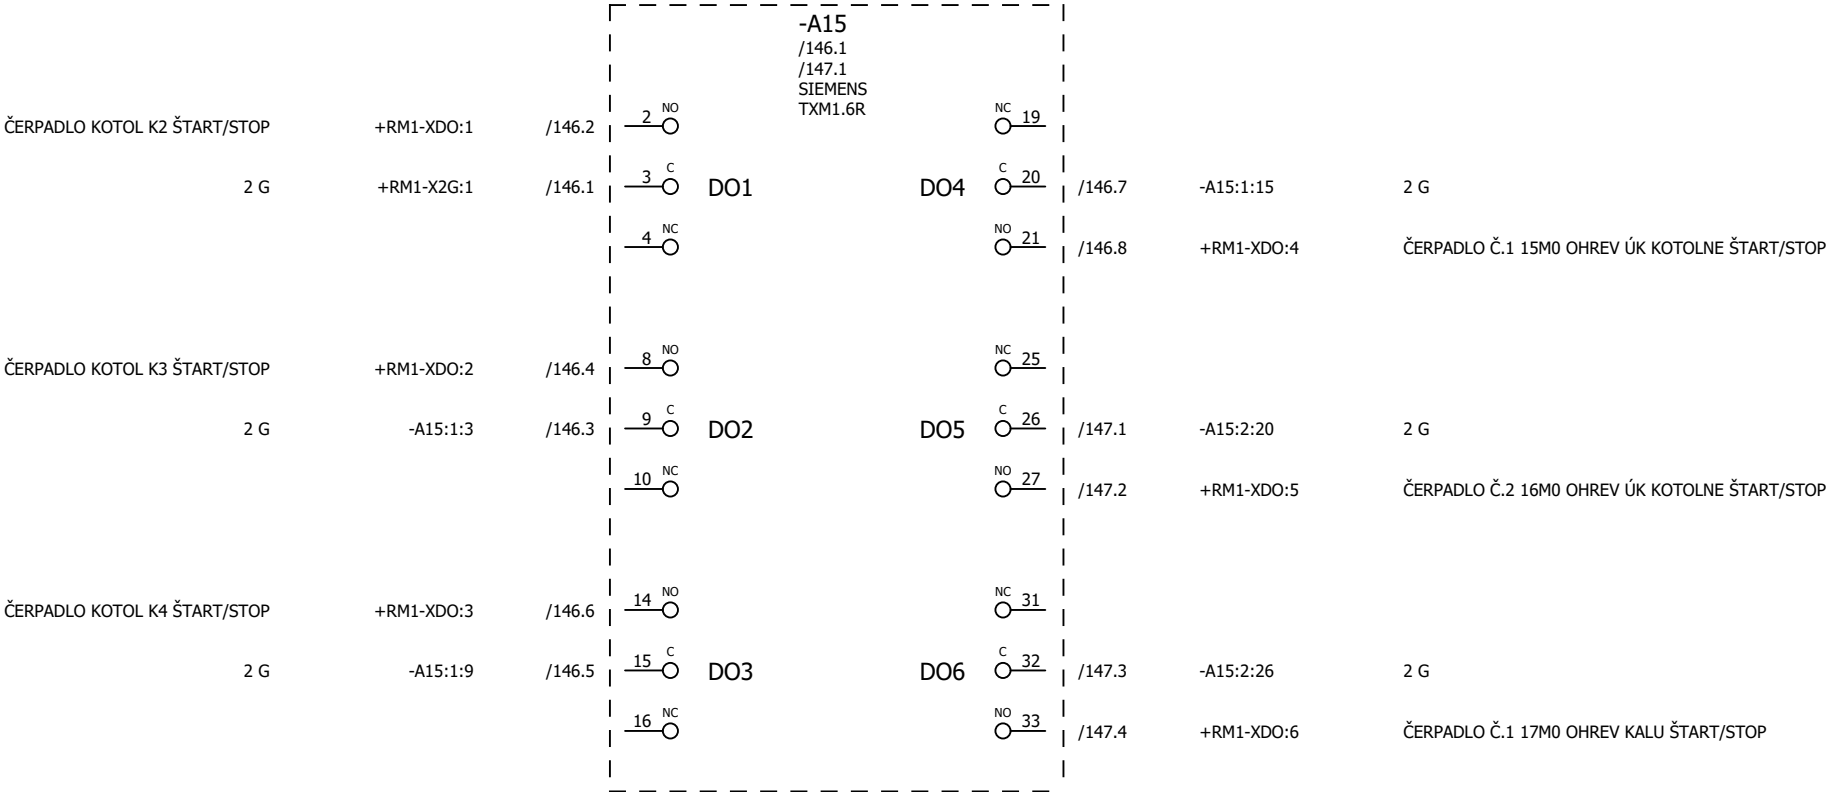 -A15
/146.1
/147.1
SIEMENS
TXM1.6R
ČERPADLO KOTOL K2 ŠTART/STOP +RM1-XDO:1 /146.2 2 NO NC 19
2 G +RM1-X2G:1 /146.1 3 C DO1 DO4 C 20 /146.7 -A15:1:15 2 G
4 NC NO 21 /146.8 +RM1-XDO:4 ČERPADLO Č.1 15M0 OHREV ÚK KOTOLNE ŠTART/STOP
ČERPADLO KOTOL K3 ŠTART/STOP +RM1-XDO:2 /146.4 8 NO NC 25
2 G -A15:1:3 /146.3 9 C DO2 DO5 C 26 /147.1 -A15:2:20 2 G
10 NC NO 27 /147.2 +RM1-XDO:5 ČERPADLO Č.2 16M0 OHREV ÚK KOTOLNE ŠTART/STOP
ČERPADLO KOTOL K4 ŠTART/STOP +RM1-XDO:3 /146.6 14 NO NC 31
2 G -A15:1:9 /146.5 15 C DO3 DO6 C 32 /147.3 -A15:2:26 2 G
16 NC NO 33 /147.4 +RM1-XDO:6 ČERPADLO Č.1 17M0 OHREV KALU ŠTART/STOP